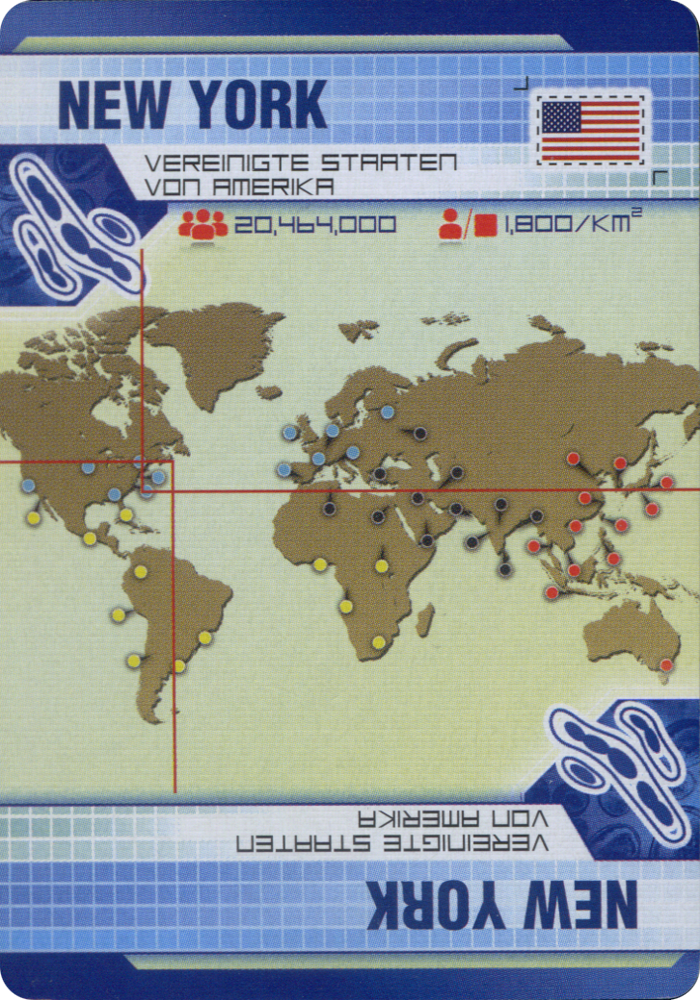 NEW YORK
VEREINIGTE STAATEN
VON AMERIKA
20,464,000
1,800/KM²
VEREINIGTE STAATEN
VON AMERIKA
NEW YORK